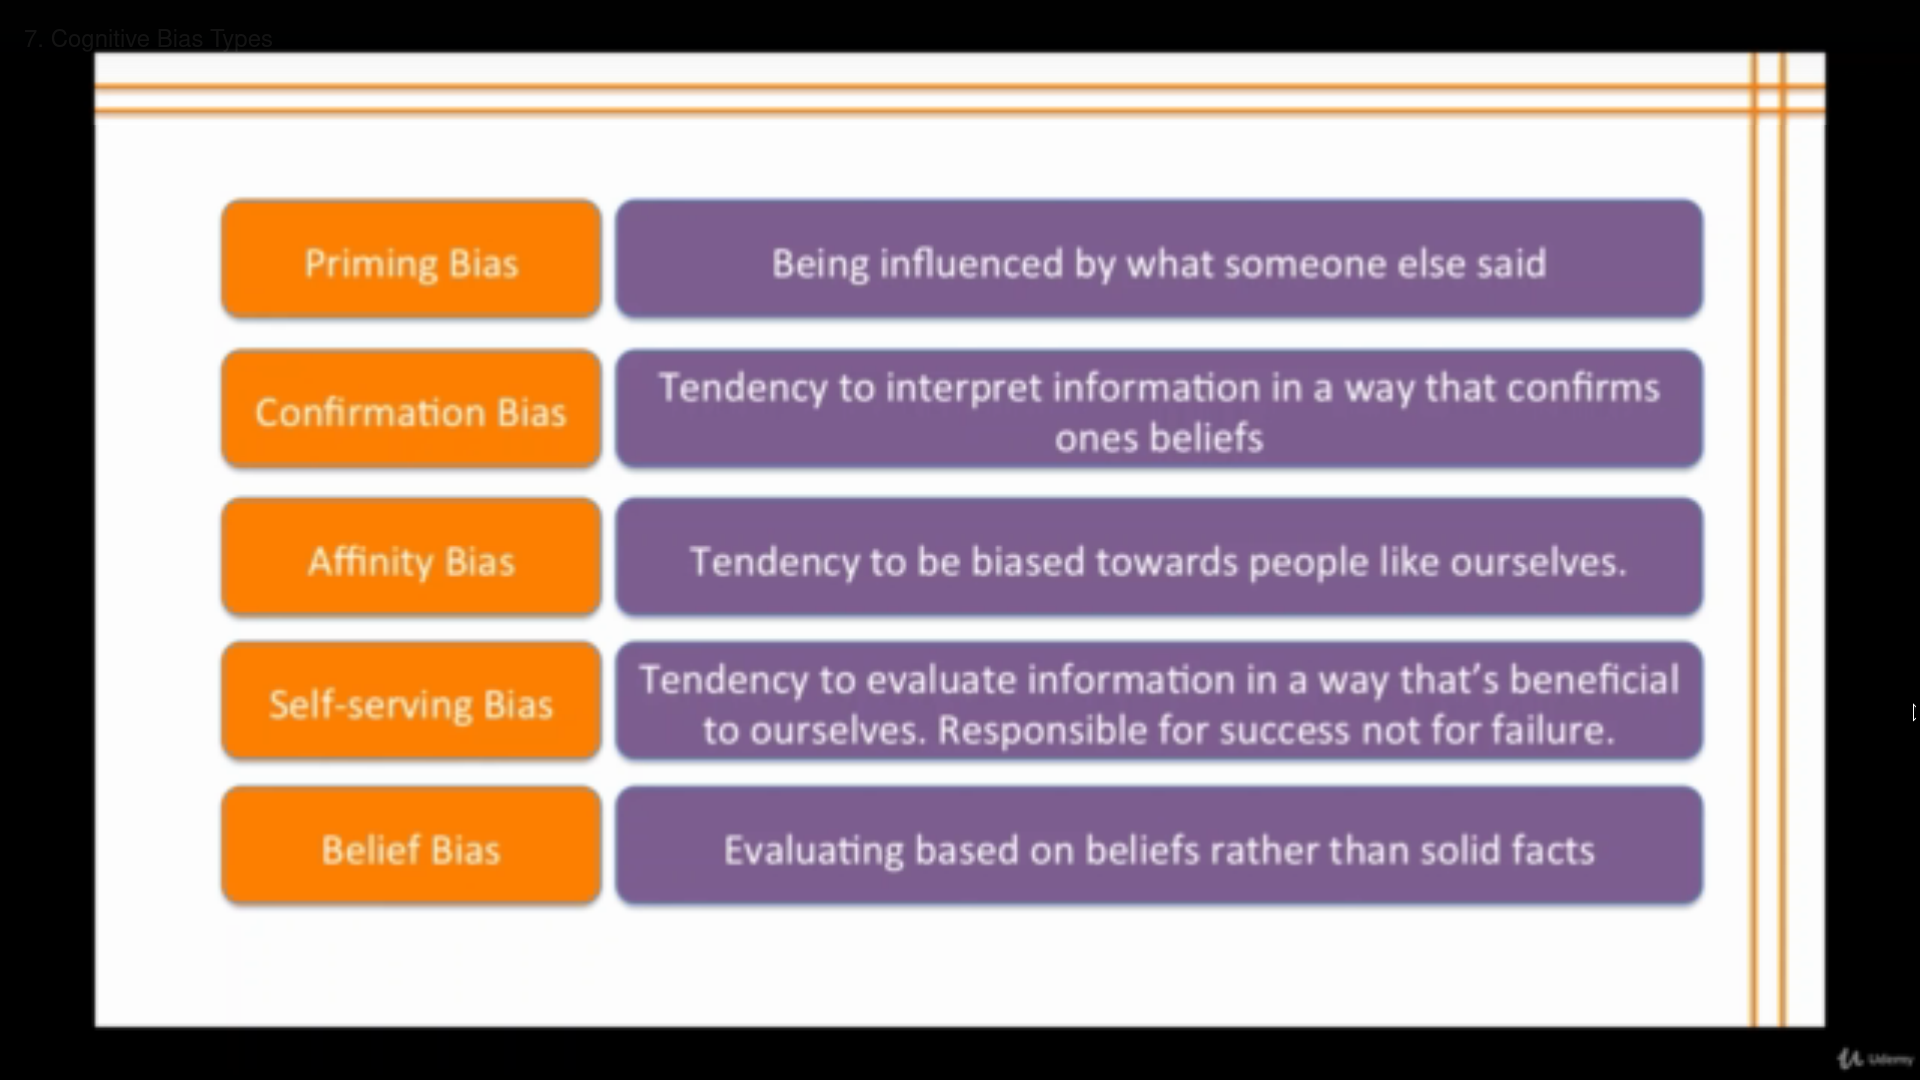 7. Cognitive Bias Types
Priming Bias
Being influenced by what someone else said
Confirmation Bias
Tendency to interpret information in a way that confirms
ones beliefs
Affinity Bias
Tendency to be biased towards people like ourselves.
Self-serving Bias
Tendency to evaluate information in a way that’s beneficial
to ourselves. Responsible for success not for failure.
Belief Bias
Evaluating based on beliefs rather than solid facts
Udemy